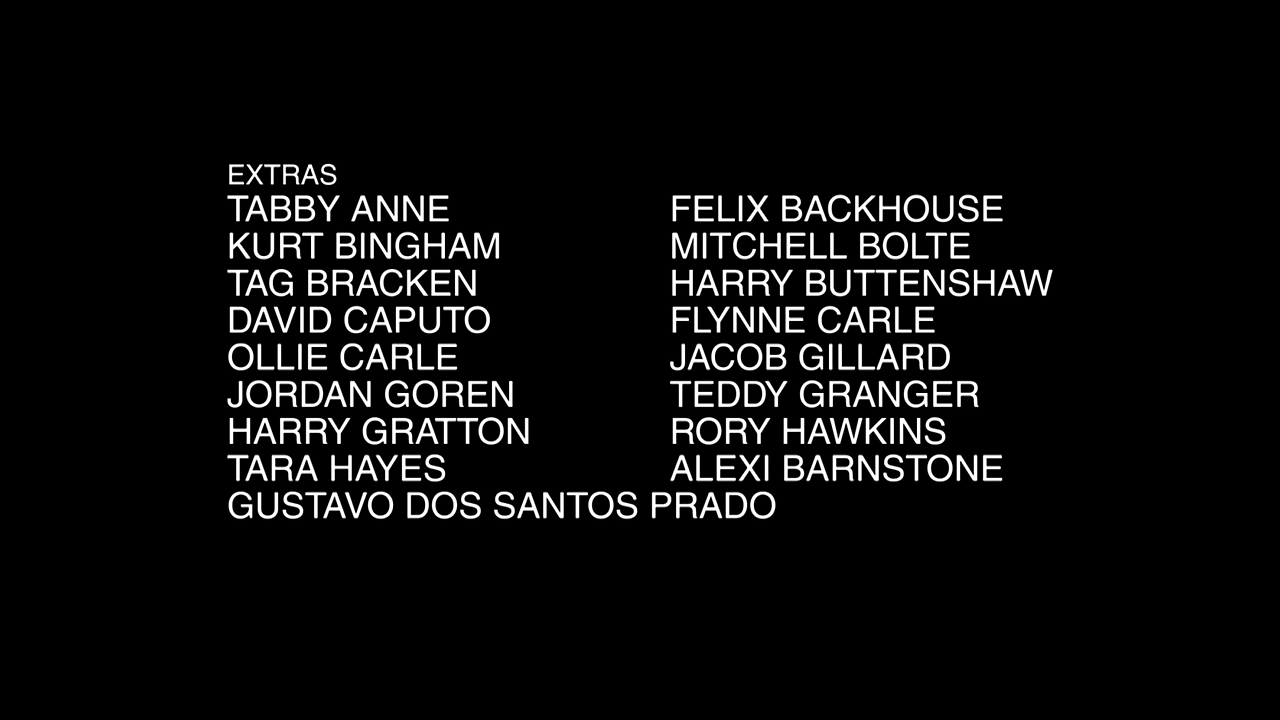 EXTRAS
TABBY ANNE FELIX BACKHOUSE
KURT BINGHAM MITCHELL BOLTE
TAG BRACKEN HARRY BUTTENSHAW
DAVID CAPUTO FLYNNE CARLE
OLLIE CARLE JACOB GILLARD
JORDAN GOREN TEDDY GRANGER
HARRY GRATTON RORY HAWKINS
TARA HAYES ALEXI BARNSTONE
GUSTAVO DOS SANTOS PRADO